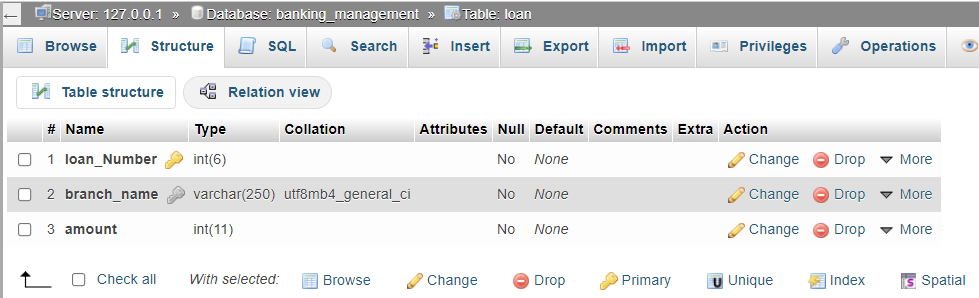 ← Server: 127.0.0.1 » Database: banking_management » Table: loan
Browse Structure SQL Search Insert Export Import Privileges Operations
Table structure Relation view
# Name Type Collation Attributes Null Default Comments Extra Action
1 loan_Number int(6) No None Change Drop More
2 branch_name varchar(250) utf8mb4_general_ci No None Change Drop More
3 amount int(11) No None Change Drop More
Check all With selected: Browse Change Drop Primary Unique Index Spatial